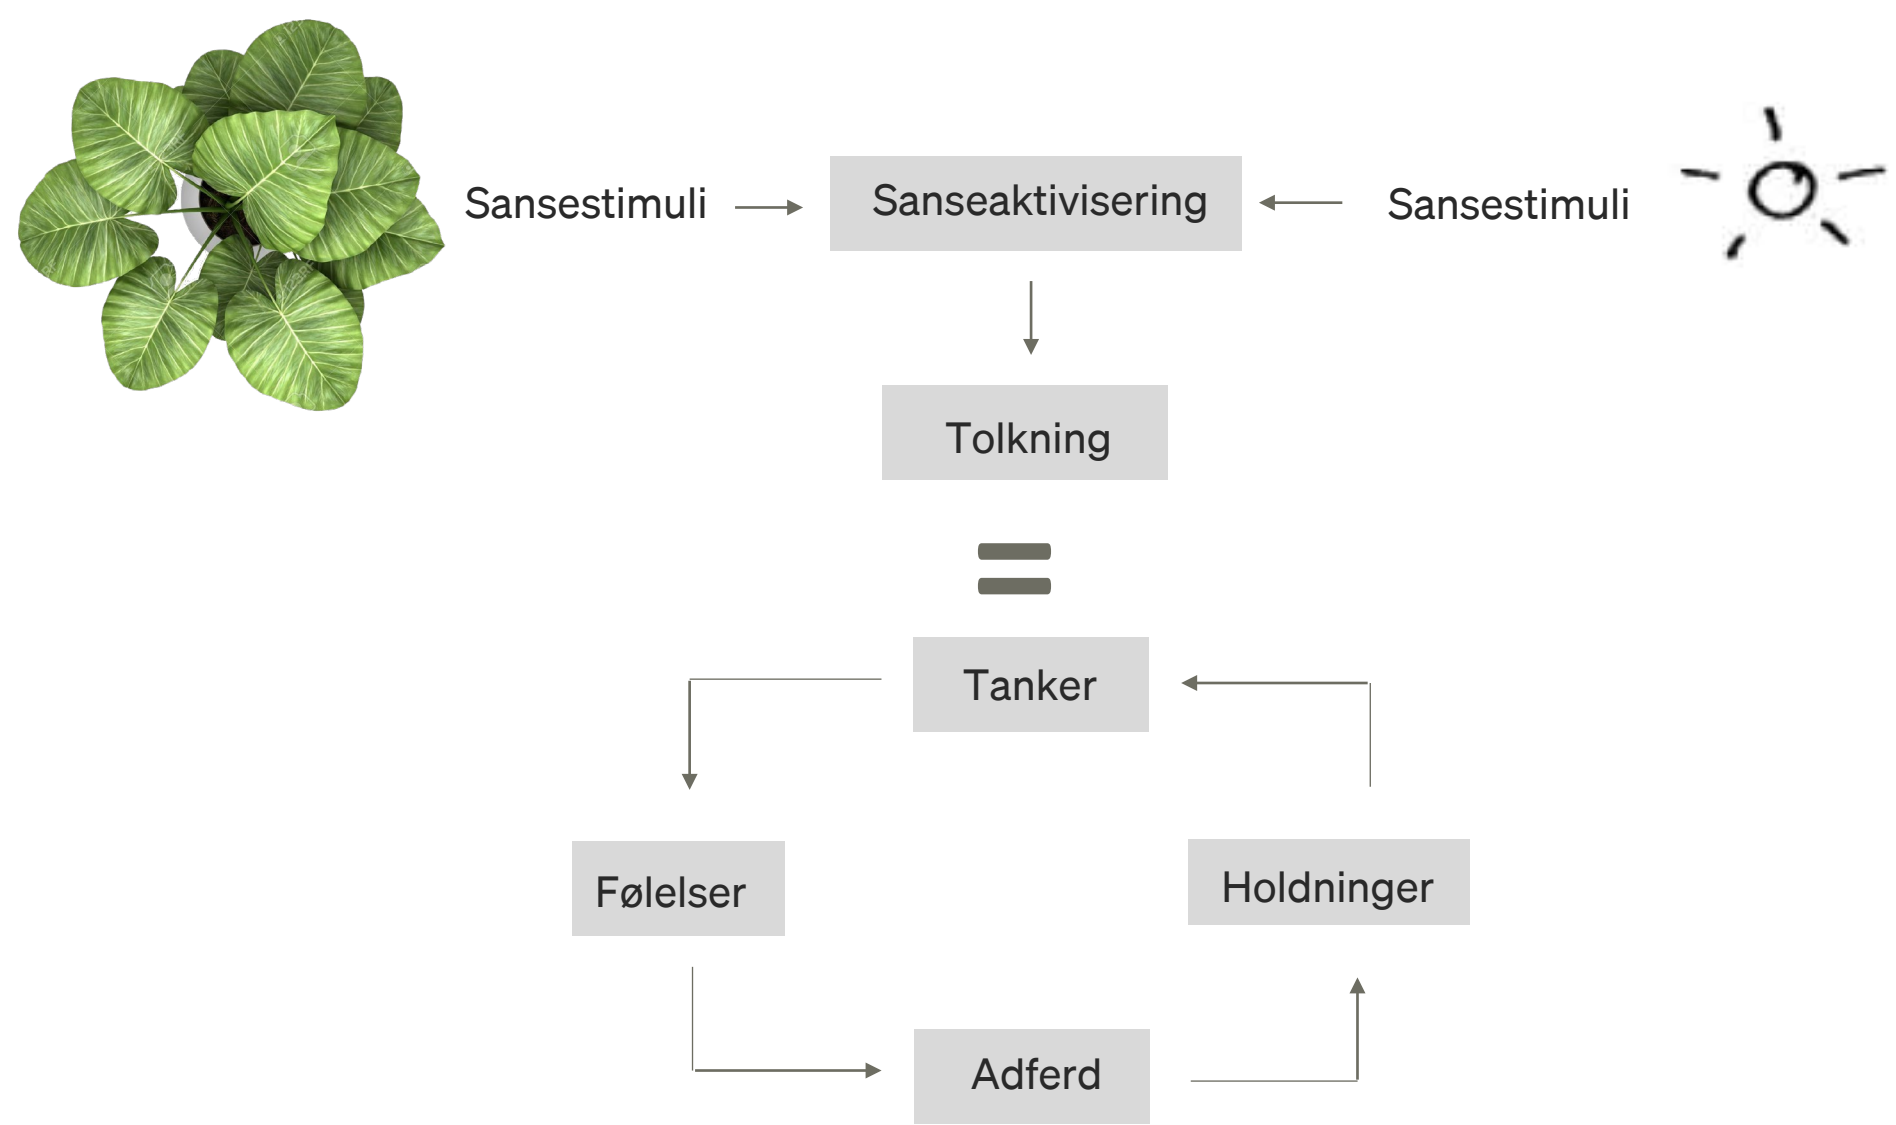 Sansestimuli
Sanseaktivisering
Sansestimuli
Tolkning
=
Tanker
Følelser
Holdninger
Adferd